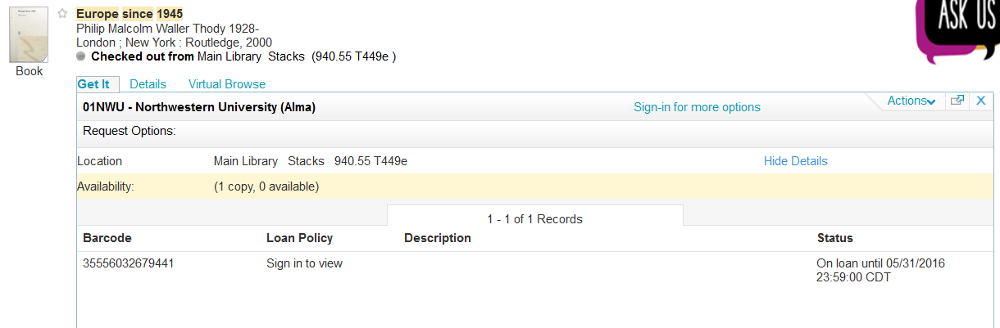 Europe since 1945
Philip Malcolm Waller Thody 1928-
London ; New York : Routledge, 2000
Checked out from Main Library Stacks (940.55 T449e )
Book
ASK US
Get It Details Virtual Browse
01NWU - Northwestern University (Alma) Sign-in for more options Actions
Request Options:
Location Main Library Stacks 940.55 T449e Hide Details
Availability: (1 copy, 0 available)
1 - 1 of 1 Records
Barcode Loan Policy Description Status
35556032679441 Sign in to view On loan until 05/31/2016
23:59:00 CDT